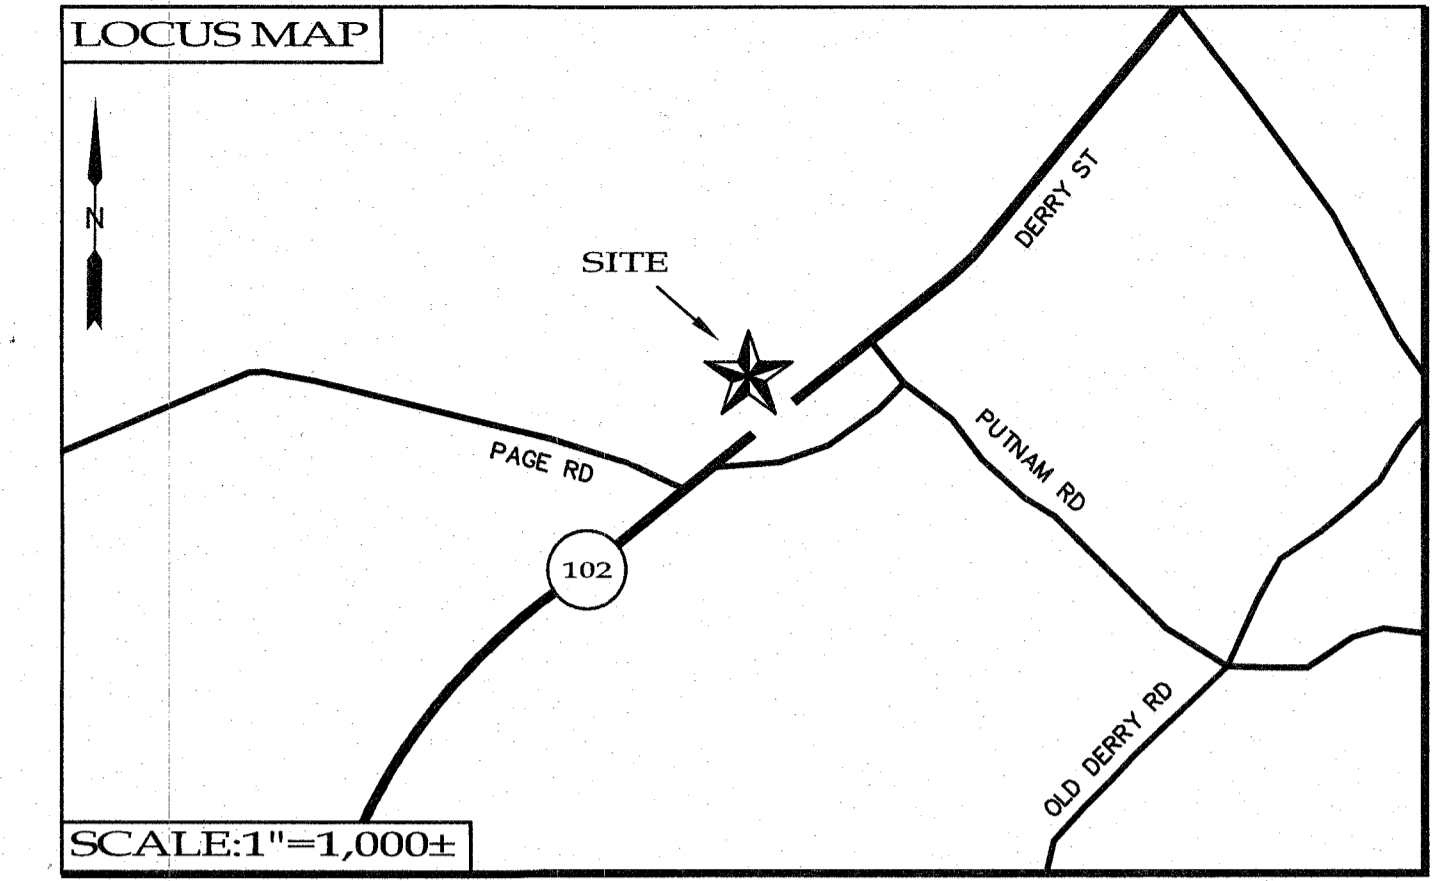 LOCUS MAP
N
DERRY ST
SITE
PAGE RD
PUTNAM RD
102
OLD DERRY RD
SCALE:1"=1,000±